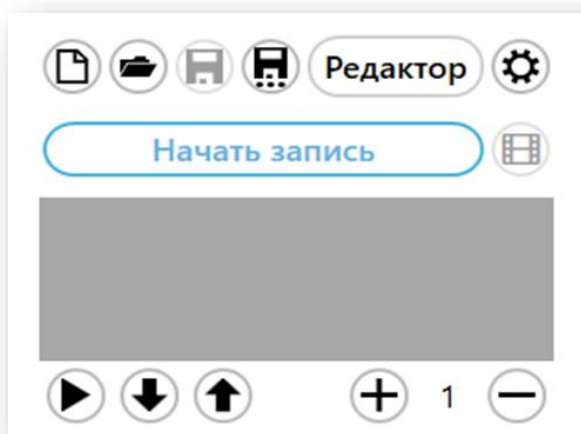 Редактор
Начать запись
1